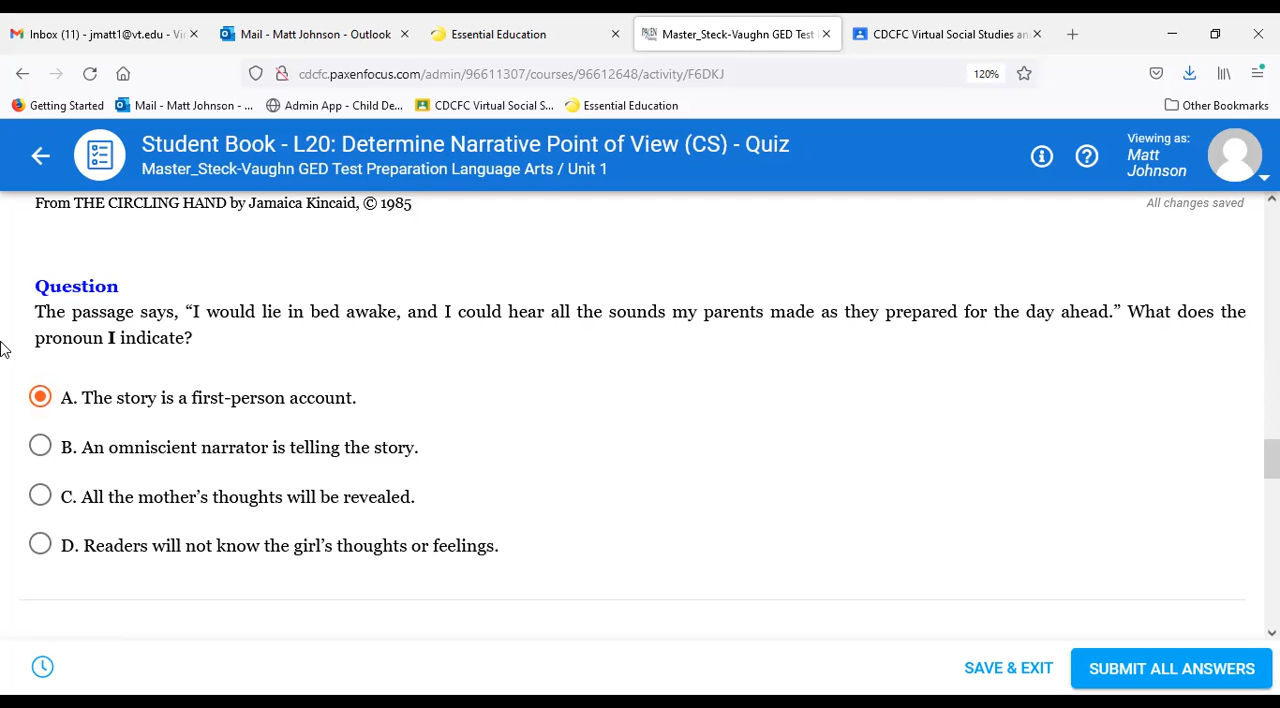 Inbox (11) - jmatt1@vt.edu - Vir
Mail - Matt Johnson - Outlook
Essential Education
Master_Steck-Vaughn GED Test
CDCFC Virtual Social Studies an
cdcfc.paxenfocus.com/admin/96611307/courses/96612648/activity/F6DKJ
120%
Getting Started
Mail - Matt Johnson - ...
Admin App - Child De...
CDCFC Virtual Social S...
Essential Education
Other Bookmarks
Student Book - L20: Determine Narrative Point of View (CS) - Quiz
Master_Steck-Vaughn GED Test Preparation Language Arts / Unit 1
Viewing as:
Matt
Johnson
From THE CIRCLING HAND by Jamaica Kincaid, © 1985
All changes saved
Question
The passage says, “I would lie in bed awake, and I could hear all the sounds my parents made as they prepared for the day ahead.” What does the
pronoun I indicate?
A. The story is a first-person account.
B. An omniscient narrator is telling the story.
C. All the mother’s thoughts will be revealed.
D. Readers will not know the girl’s thoughts or feelings.
SAVE & EXIT
SUBMIT ALL ANSWERS